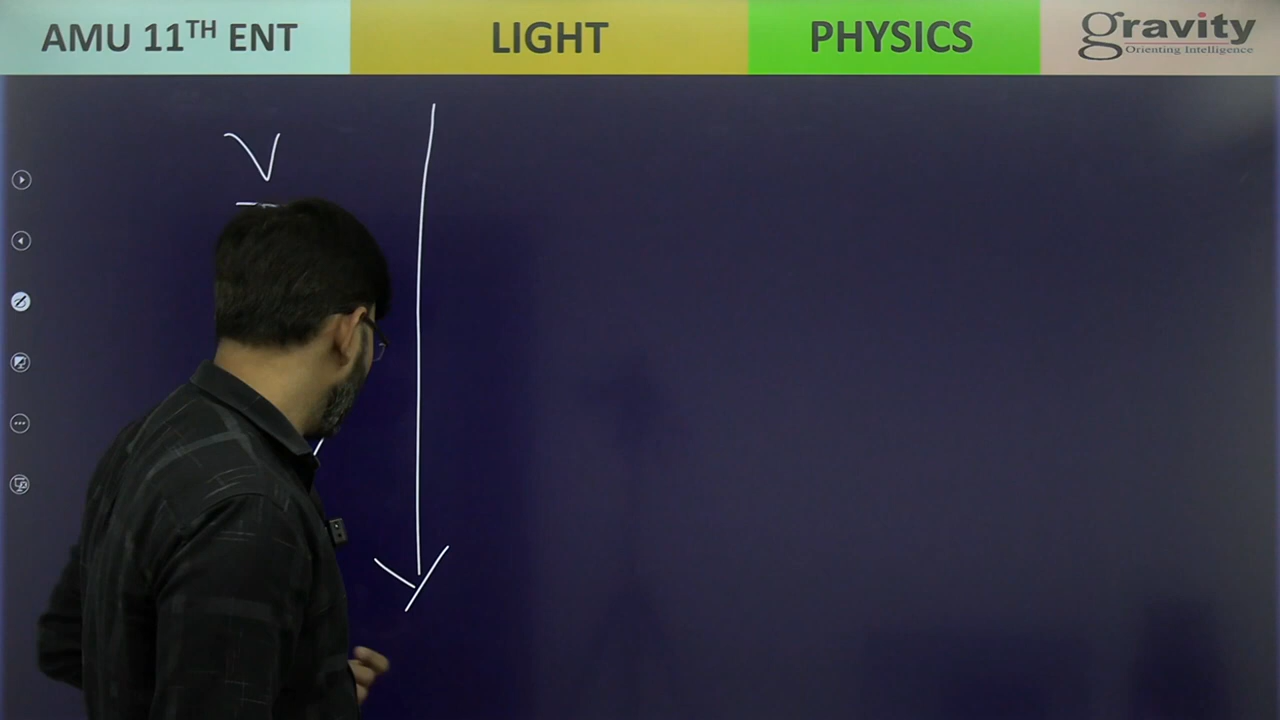 AMU 11TH ENT
LIGHT
PHYSICS
gravity
Orienting Intelligence
V